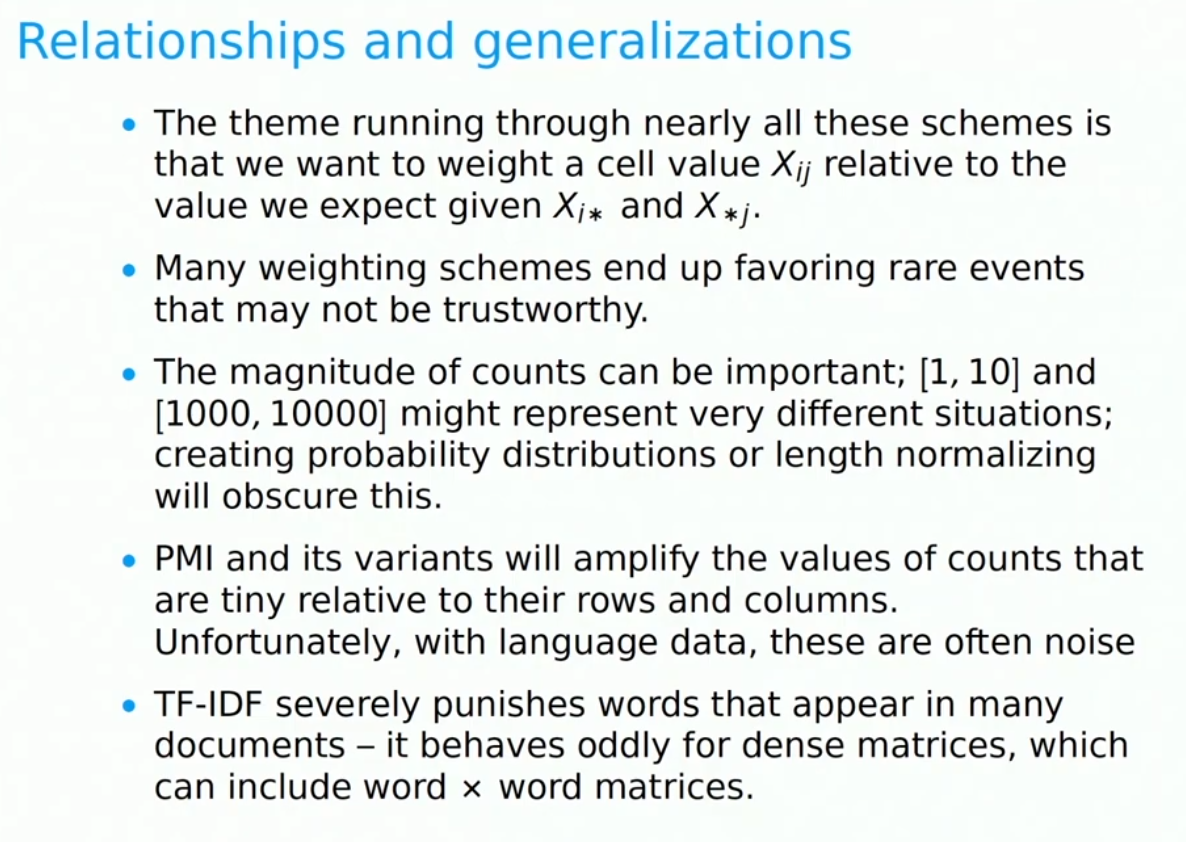 Relationships and generalizations
• The theme running through nearly all these schemes is
that we want to weight a cell value Xij relative to the
value we expect given Xi∗ and X∗j.
• Many weighting schemes end up favoring rare events
that may not be trustworthy.
• The magnitude of counts can be important; [1, 10] and
[1000, 10000] might represent very different situations;
creating probability distributions or length normalizing
will obscure this.
• PMI and its variants will amplify the values of counts that
are tiny relative to their rows and columns.
Unfortunately, with language data, these are often noise
• TF-IDF severely punishes words that appear in many
documents – it behaves oddly for dense matrices, which
can include word × word matrices.